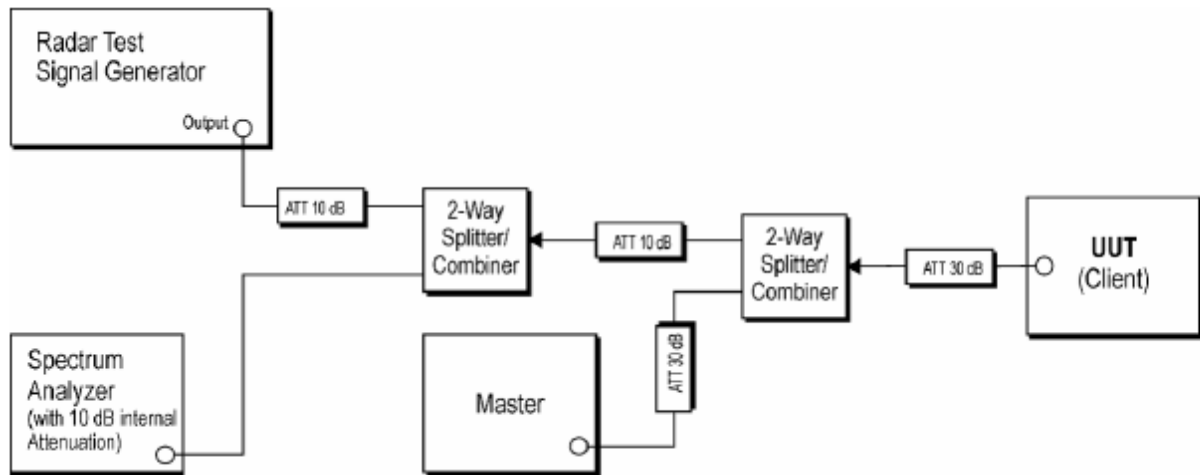 Radar Test
Signal Generator
Output
ATT 10 dB
2-Way
Splitter/
Combiner
ATT 10 dB
2-Way
Splitter/
Combiner
ATT 30 dB
UUT
(Client)
Spectrum
Analyzer
(with 10 dB internal
Attenuation)
Master
ATT 30 dB